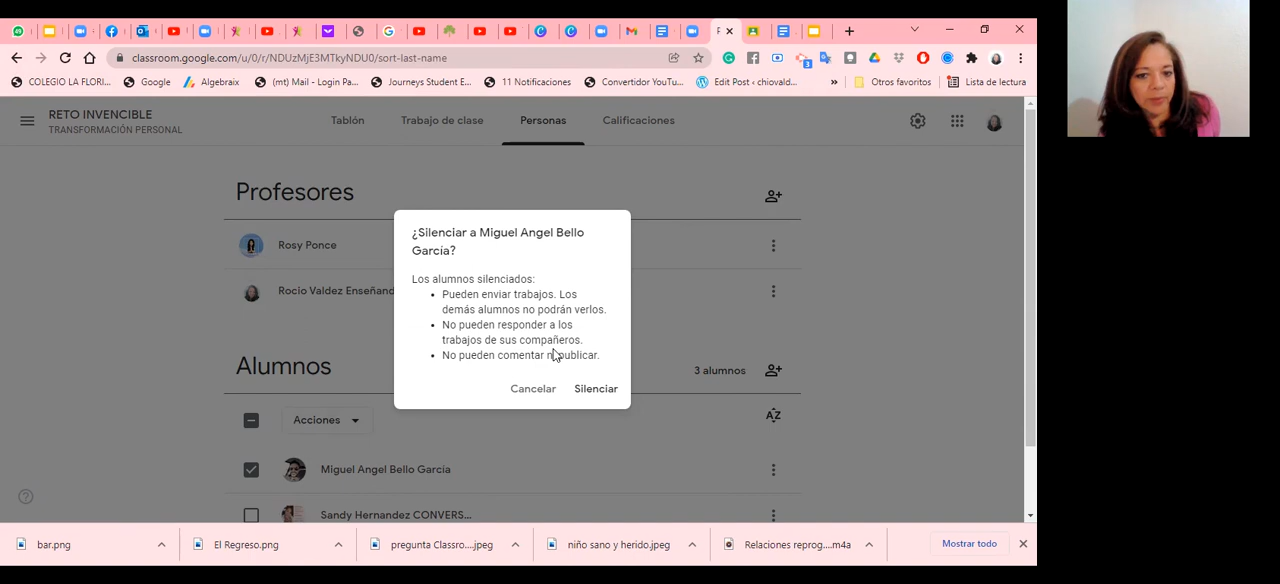 classroom.google.com/u/0/r/NDUzMjE3MTkyNDU0/sort-last-name
COLEGIO LA FLORI...
Google
Algebraix
(mt) Mail - Login Pa...
Journeys Student E...
11 Notificaciones
Convertidor YouTu...
Edit Post ‹ chiovald...
»
Otros favoritos
Lista de lectura
RETO INVENCIBLE
TRANSFORMACIÓN PERSONAL
Tablón
Trabajo de clase
Personas
Calificaciones
Profesores
Rosy Ponce
Rocio Valdez Enseñand
¿Silenciar a Miguel Angel Bello
García?
Los alumnos silenciados:
• Pueden enviar trabajos. Los
demás alumnos no podrán verlos.
• No pueden responder a los
trabajos de sus compañeros.
• No pueden comentar publicar.
Cancelar
Silenciar
Alumnos
3 alumnos
Acciones
AZ
Miguel Angel Bello García
Sandy Hernandez CONVERS...
bar.png
El Regreso.png
pregunta Classro....jpeg
niño sano y herido.jpeg
Relaciones reprog....m4a
Mostrar todo